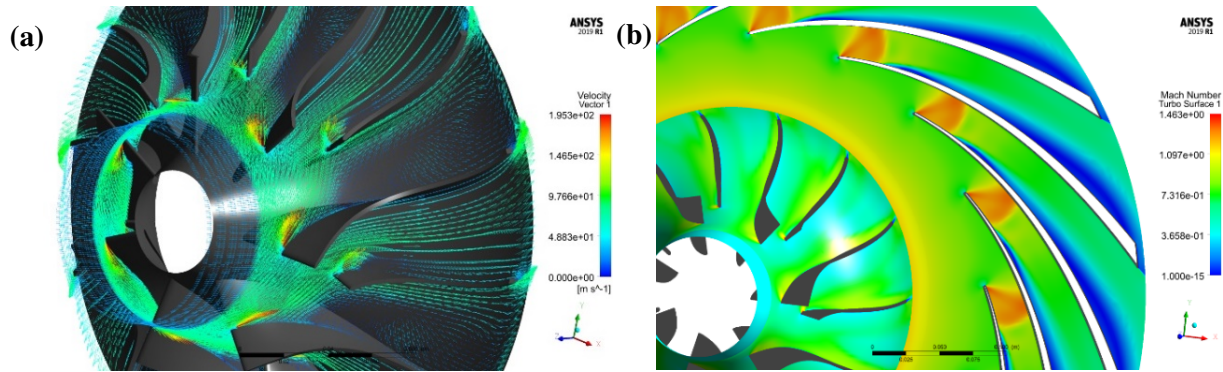 (a)
ANSYS
2019 R1
Velocity
Vector 1
1.953e+02
1.465e+02
9.766e+01
4.883e+01
0.000e+00
[m s^-1]
(b)
ANSYS
2019 R1
Mach Number
Turbo Surface 1
1.463e+00
1.097e+00
7.316e-01
3.658e-01
1.000e-15
0
(m)
0.025
0.075